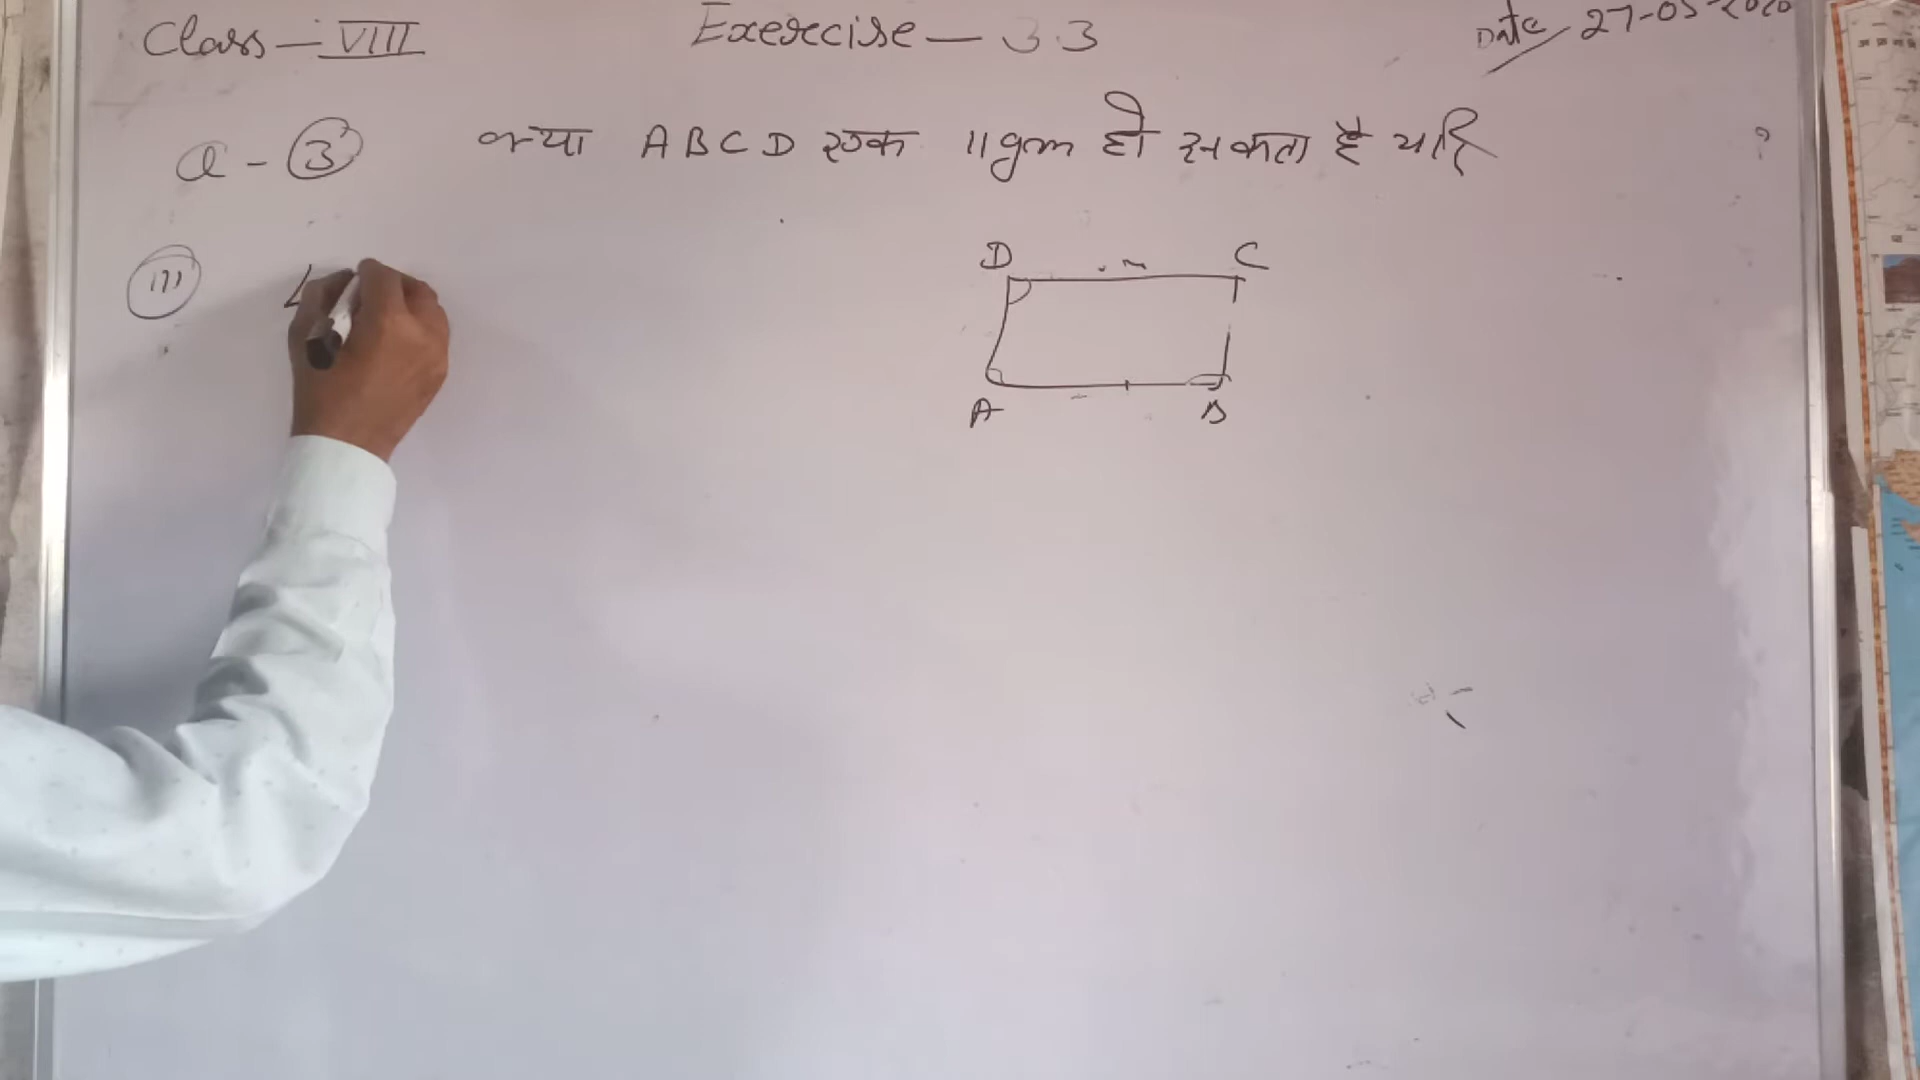 Class - VIII Exercise - 3.3 Date 27-05-2020
Q - 3 क्या ABCD एक ||gm हो सकता है यदि ?
iii ∠
D C
A B